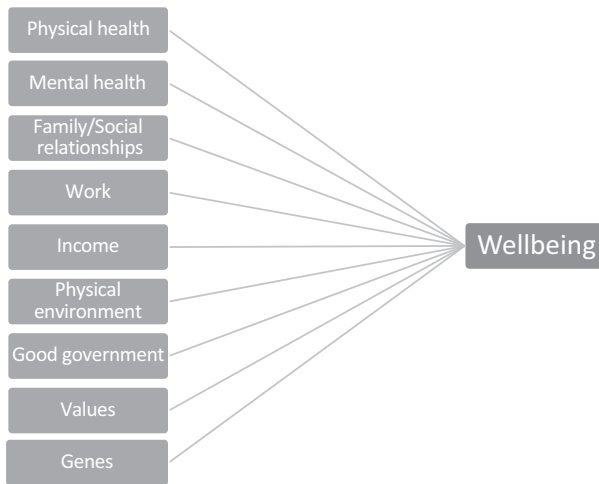 Physical health
Mental health
Family/Social
relationships
Work
Income
Physical
environment
Good government
Values
Genes
Wellbeing